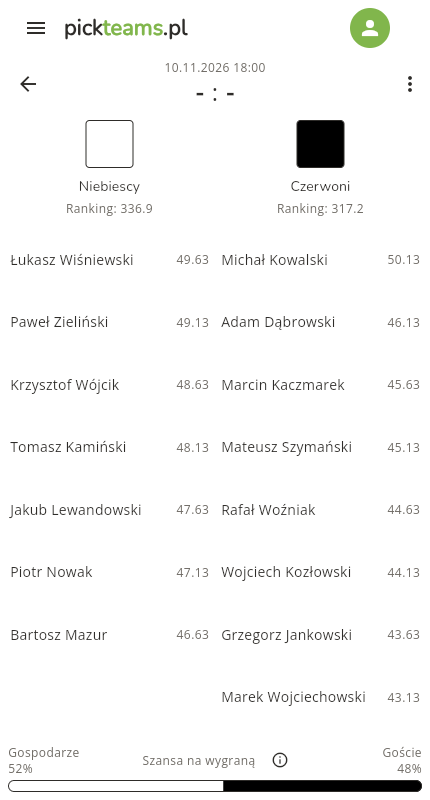 pickteams.pl
10.11.2026 18:00
- : -
Niebiescy
Ranking: 336.9
Czerwoni
Ranking: 317.2
Łukasz Wiśniewski 49.63
Michał Kowalski 50.13
Paweł Zieliński 49.13
Adam Dąbrowski 46.13
Krzysztof Wójcik 48.63
Marcin Kaczmarek 45.63
Tomasz Kamiński 48.13
Mateusz Szymański 45.13
Jakub Lewandowski 47.63
Rafał Woźniak 44.63
Piotr Nowak 47.13
Wojciech Kozłowski 44.13
Bartosz Mazur 46.63
Grzegorz Jankowski 43.63
Marek Wojciechowski 43.13
Gospodarze
52%
Szansa na wygraną
Goście
48%